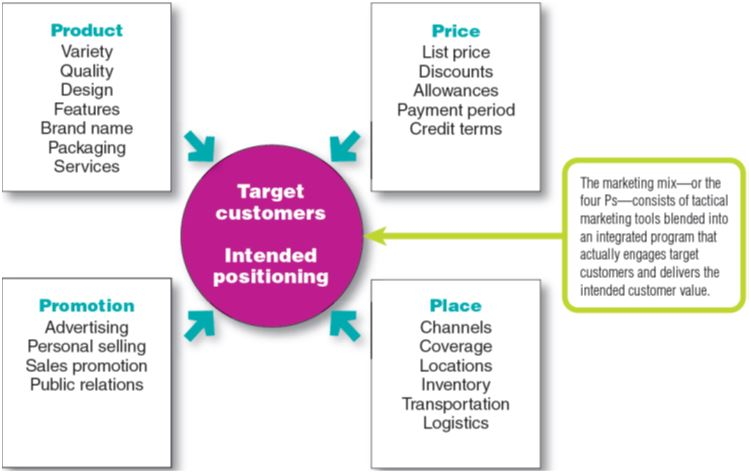 Product
Variety
Quality
Design
Features
Brand name
Packaging
Services
Price
List price
Discounts
Allowances
Payment period
Credit terms
Target
customers
Intended
positioning
The marketing mix—or the
four Ps—consists of tactical
marketing tools blended into
an integrated program that
actually engages target
customers and delivers the
intended customer value.
Promotion
Advertising
Personal selling
Sales promotion
Public relations
Place
Channels
Coverage
Locations
Inventory
Transportation
Logistics